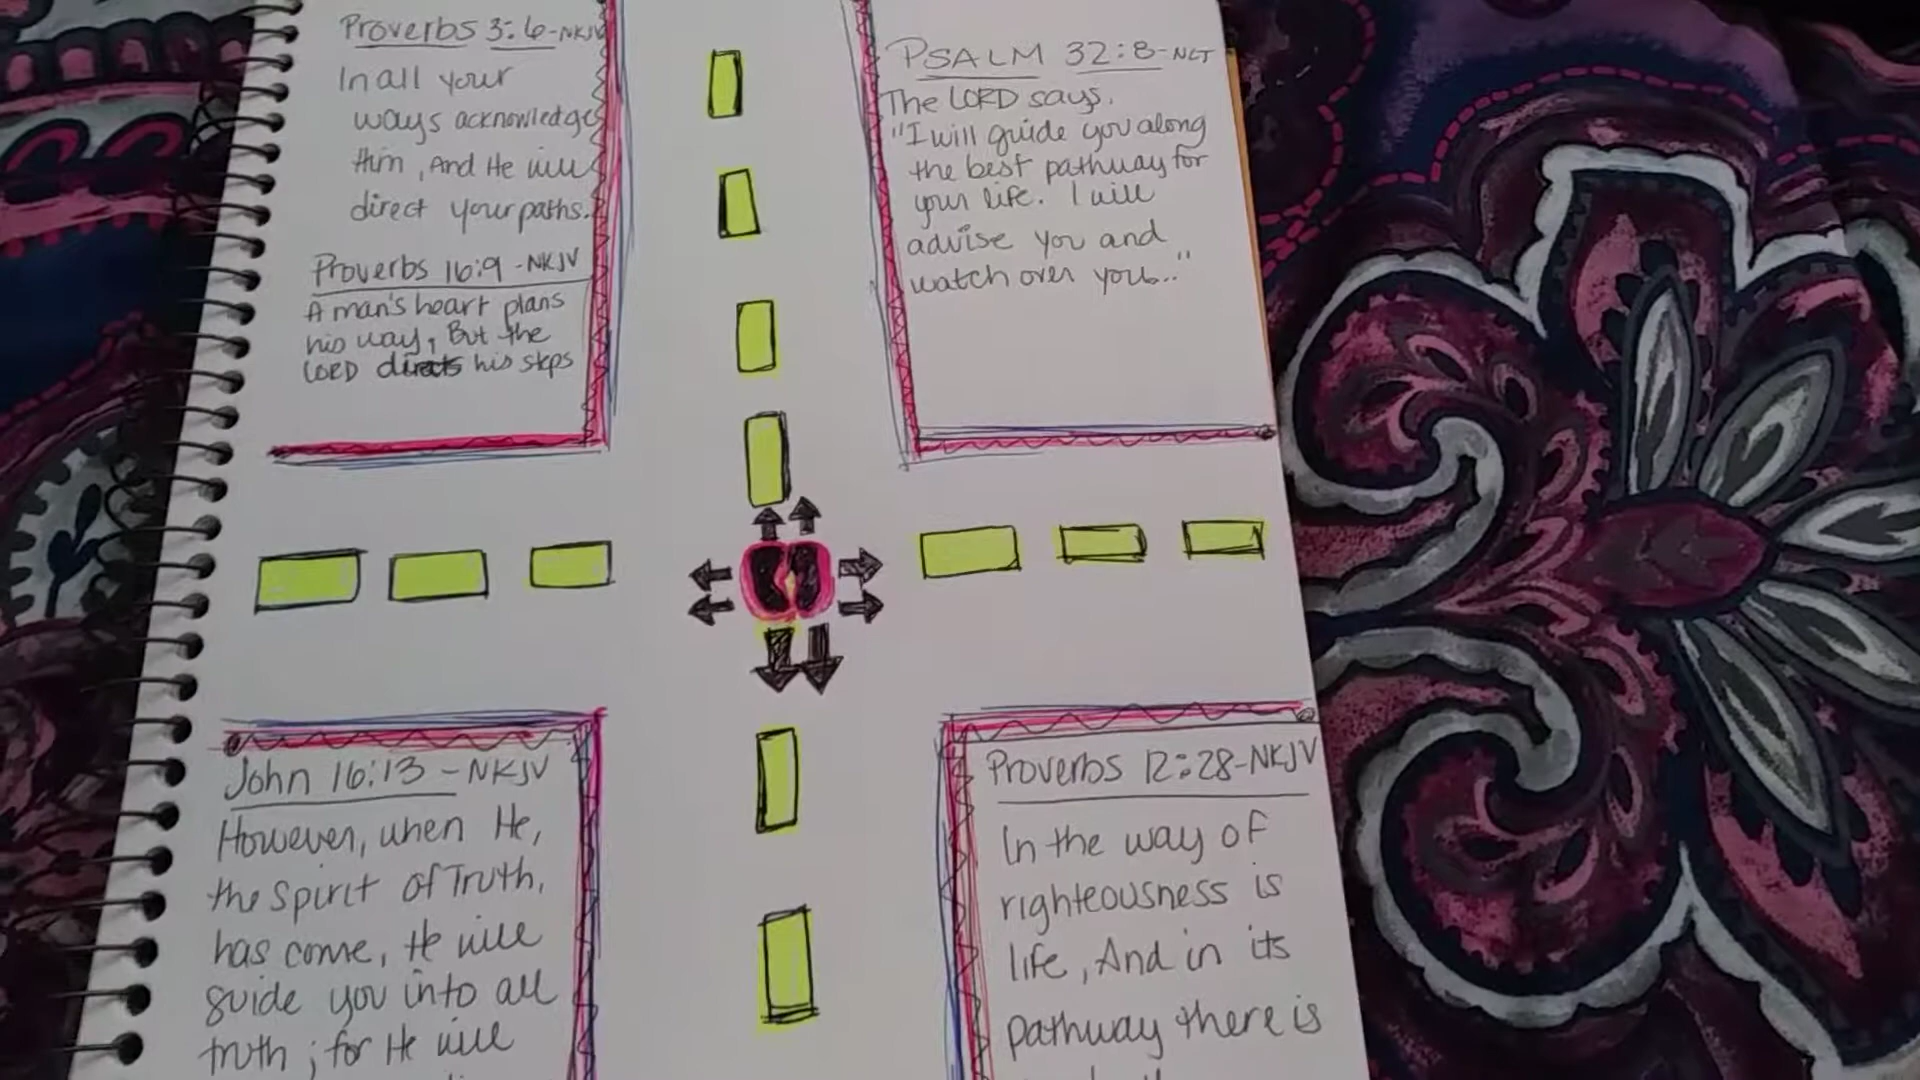 Proverbs 3:6-NKJV
In all your
ways acknowledge
Him, And He will
direct your paths.
Proverbs 16:9-NKJV
A man's heart plans
his way, But the
LORD directs his steps
PSALM 32:8-NLT
The LORD says.
"I will guide you along
the best pathway for
your life. I will
advise you and
watch over you.."
John 16:13-NKJV
However, when He,
the Spirit of Truth,
has come, He will
guide you into all
truth; for He will
Proverbs 12:28-NKJV
In the way of
righteousness is
life, And in its
pathway there is